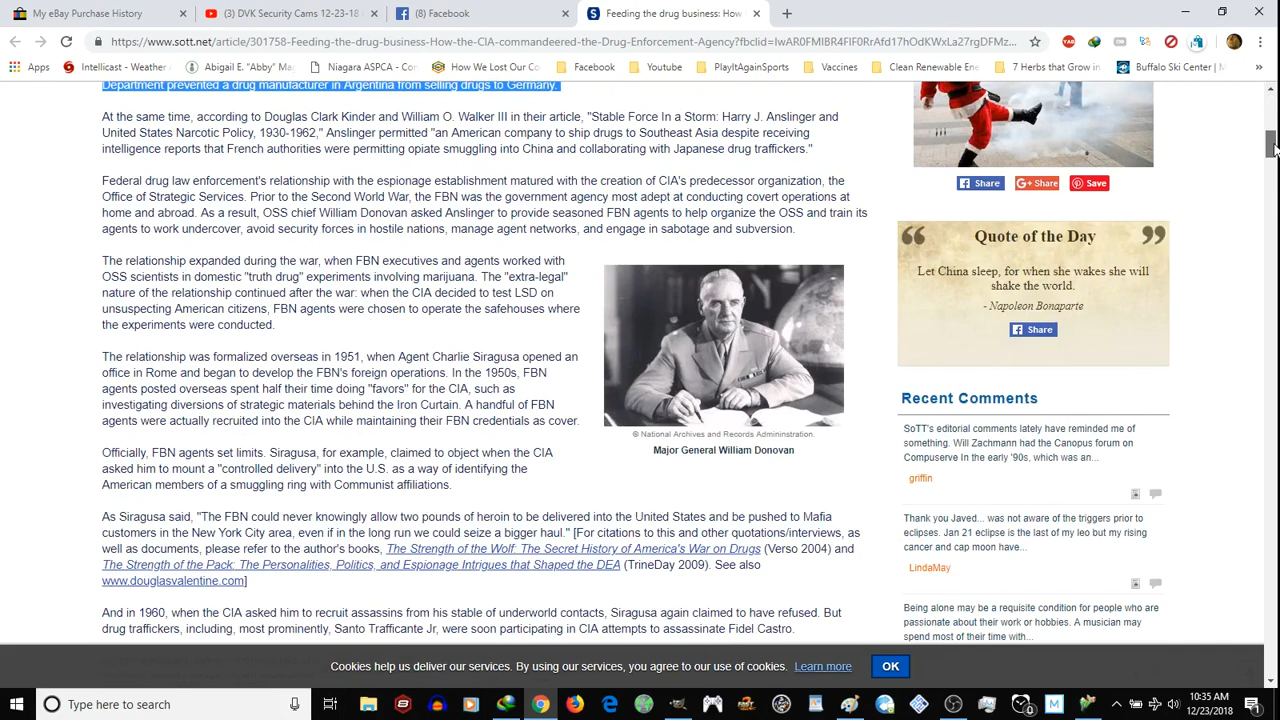 My eBay Purchase History
(3) DVK Security Cams 12-23-18
(8) Facebook
Feeding the drug business: How
https://www.sott.net/article/301758-Feeding-the-drug-business-How-the-CIA-commandeered-the-Drug-Enforcement-Agency?fbclid=IwAR0FMIBR4FIF0RrAfd17hOdKWxLa27rgDFMz...
Apps
Intellicast - Weather
Abigail E. "Abby" Mag
Niagara ASPCA - Con
How We Lost Our Co
Facebook
Youtube
PlayItAgainSports
Vaccines
Clean Renewable Ene
7 Herbs that Grow in
Buffalo Ski Center | M
Department prevented a drug manufacturer in Argentina from selling drugs to Germany.
At the same time, according to Douglas Clark Kinder and William O. Walker III in their article, "Stable Force In a Storm: Harry J. Anslinger and
United States Narcotic Policy, 1930-1962," Anslinger permitted "an American company to ship drugs to Southeast Asia despite receiving
intelligence reports that French authorities were permitting opiate smuggling into China and collaborating with Japanese drug traffickers."
Federal drug law enforcement's relationship with the espionage establishment matured with the creation of CIA's predecessor organization, the
Office of Strategic Services. Prior to the Second World War, the FBN was the government agency most adept at conducting covert operations at
home and abroad. As a result, OSS chief William Donovan asked Anslinger to provide seasoned FBN agents to help organize the OSS and train its
agents to work undercover, avoid security forces in hostile nations, manage agent networks, and engage in sabotage and subversion.
The relationship expanded during the war, when FBN executives and agents worked with
OSS scientists in domestic "truth drug" experiments involving marijuana. The "extra-legal"
nature of the relationship continued after the war: when the CIA decided to test LSD on
unsuspecting American citizens, FBN agents were chosen to operate the safehouses where
the experiments were conducted.
The relationship was formalized overseas in 1951, when Agent Charlie Siragusa opened an
office in Rome and began to develop the FBN's foreign operations. In the 1950s, FBN
agents posted overseas spent half their time doing "favors" for the CIA, such as
investigating diversions of strategic materials behind the Iron Curtain. A handful of FBN
agents were actually recruited into the CIA while maintaining their FBN credentials as cover.
© National Archives and Records Admininstration.
Major General William Donovan
Officially, FBN agents set limits. Siragusa, for example, claimed to object when the CIA
asked him to mount a "controlled delivery" into the U.S. as a way of identifying the
American members of a smuggling ring with Communist affiliations.
As Siragusa said, "The FBN could never knowingly allow two pounds of heroin to be delivered into the United States and be pushed to Mafia
customers in the New York City area, even if in the long run we could seize a bigger haul." [For citations to this and other quotations/interviews, as
well as documents, please refer to the author's books, The Strength of the Wolf: The Secret History of America's War on Drugs (Verso 2004) and
The Strength of the Pack: The Personalities, Politics, and Espionage Intrigues that Shaped the DEA (TrineDay 2009). See also
www.douglasvalentine.com]
And in 1960, when the CIA asked him to recruit assassins from his stable of underworld contacts, Siragusa again claimed to have refused. But
drug traffickers, including, most prominently, Santo Trafficante Jr, were soon participating in CIA attempts to assassinate Fidel Castro.
Share
Share
Save
Quote of the Day
Let China sleep, for when she wakes she will
shake the world.
- Napoleon Bonaparte
Share
Recent Comments
SoTT's editorial comments lately have reminded me of
something. Will Zachmann had the Canopus forum on
Compuserve In the early '90s, which was an...
griffin
Thank you Javed... was not aware of the triggers prior to
eclipses. Jan 21 eclipse is the last of my leo but my rising
cancer and cap moon have...
LindaMay
Being alone may be a requisite condition for people who are
passionate about their work or hobbies. A musician may
spend most of their time with...
Cookies help us deliver our services. By using our services, you agree to our use of cookies. Learn more OK
Type here to search
10:35 AM
12/23/2018